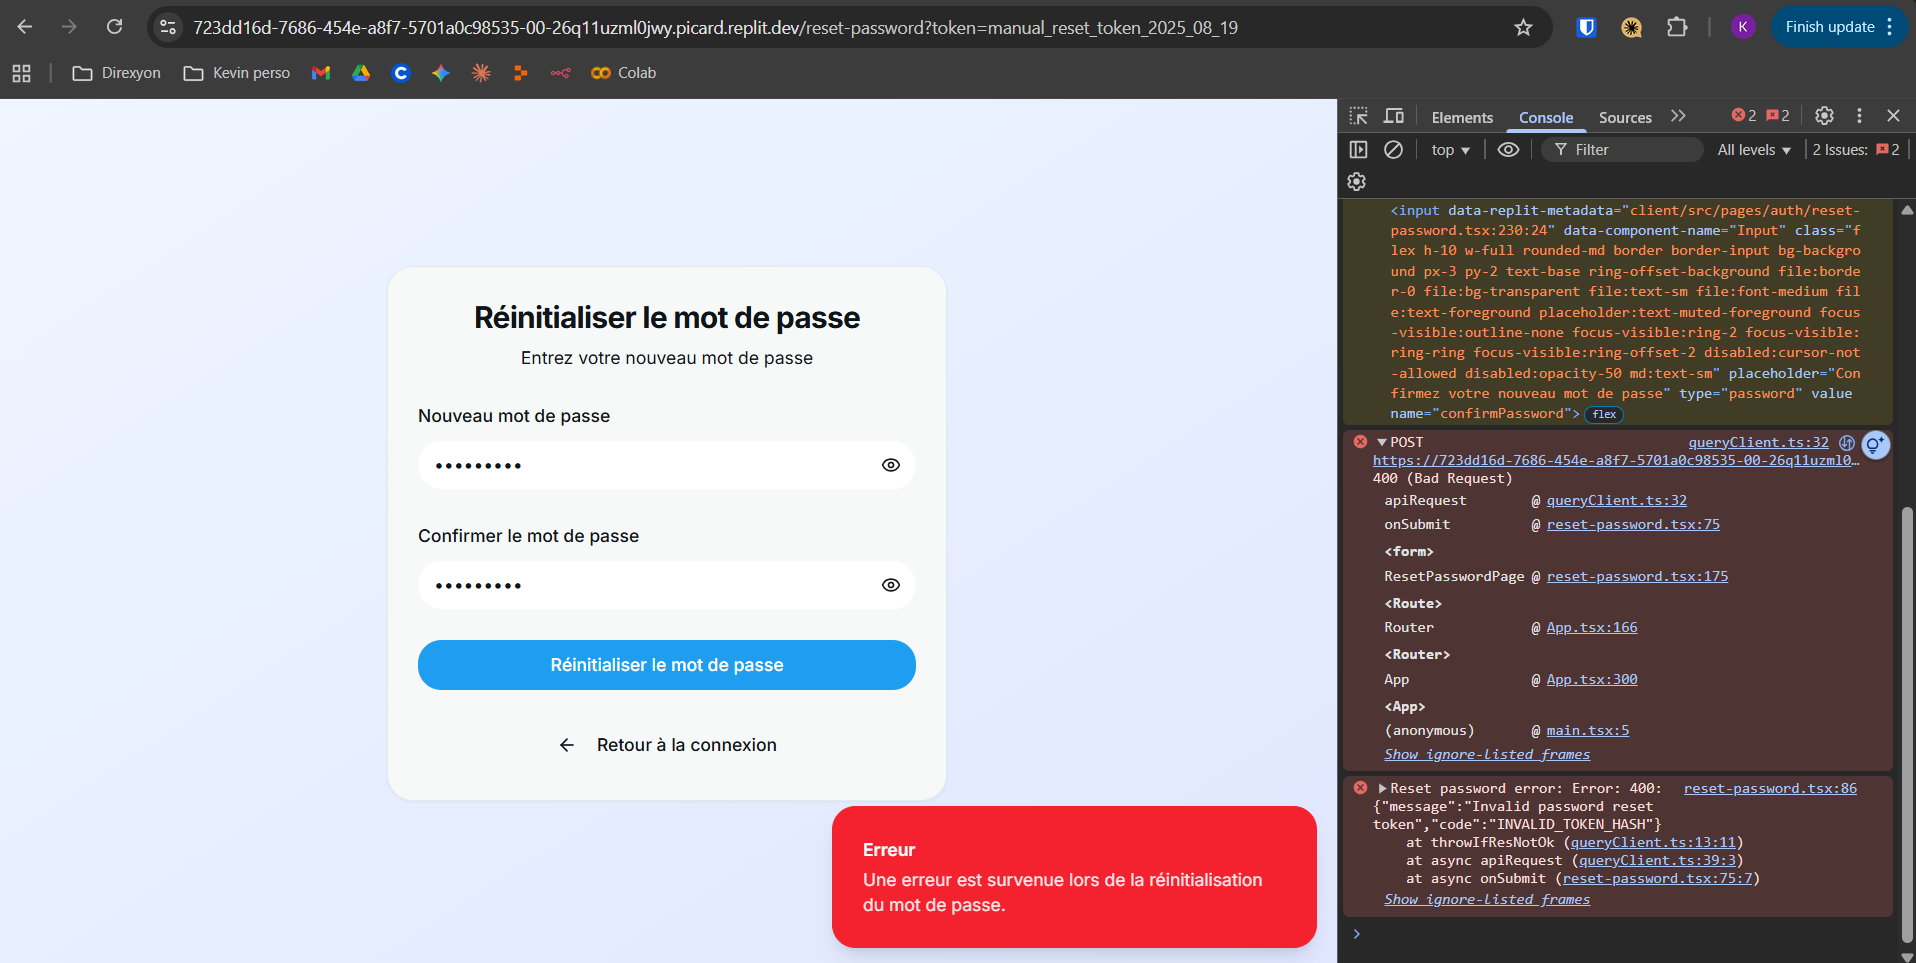 723dd16d-7686-454e-a8f7-5701a0c98535-00-26q11uzml0jwy.picard.replit.dev/reset-password?token=manual_reset_token_2025_08_19
K
Finish update
Direxyon
Kevin perso
Colab
Réinitialiser le mot de passe
Entrez votre nouveau mot de passe
Nouveau mot de passe
•••••••••
Confirmer le mot de passe
•••••••••
Réinitialiser le mot de passe
Retour à la connexion
Erreur
Une erreur est survenue lors de la réinitialisation
du mot de passe.
Elements Console Sources 2 2
top Filter All levels 2 Issues: 2
<input data-replit-metadata="client/src/pages/auth/reset-
password.tsx:230:24" data-component-name="Input" class="f
lex h-10 w-full rounded-md border border-input bg-backgro
und px-3 py-2 text-base ring-offset-background file:borde
r-0 file:bg-transparent file:text-sm file:font-medium fil
e:text-foreground placeholder:text-muted-foreground focus
-visible:outline-none focus-visible:ring-2 focus-visible:
ring-ring focus-visible:ring-offset-2 disabled:cursor-not
-allowed disabled:opacity-50 md:text-sm" placeholder="Con
firmez votre nouveau mot de passe" type="password" value
name="confirmPassword"> flex
POST queryClient.ts:32
https://723dd16d-7686-454e-a8f7-5701a0c98535-00-26q11uzml0…
400 (Bad Request)
apiRequest @ queryClient.ts:32
onSubmit @ reset-password.tsx:75
<form>
ResetPasswordPage @ reset-password.tsx:175
<Route>
Router @ App.tsx:166
<Router>
App @ App.tsx:300
<App>
(anonymous) @ main.tsx:5
Show ignore-listed frames
Reset password error: Error: 400: reset-password.tsx:86
{"message":"Invalid password reset
token","code":"INVALID_TOKEN_HASH"}
at throwIfResNotOk (queryClient.ts:13:11)
at async apiRequest (queryClient.ts:39:3)
at async onSubmit (reset-password.tsx:75:7)
Show ignore-listed frames